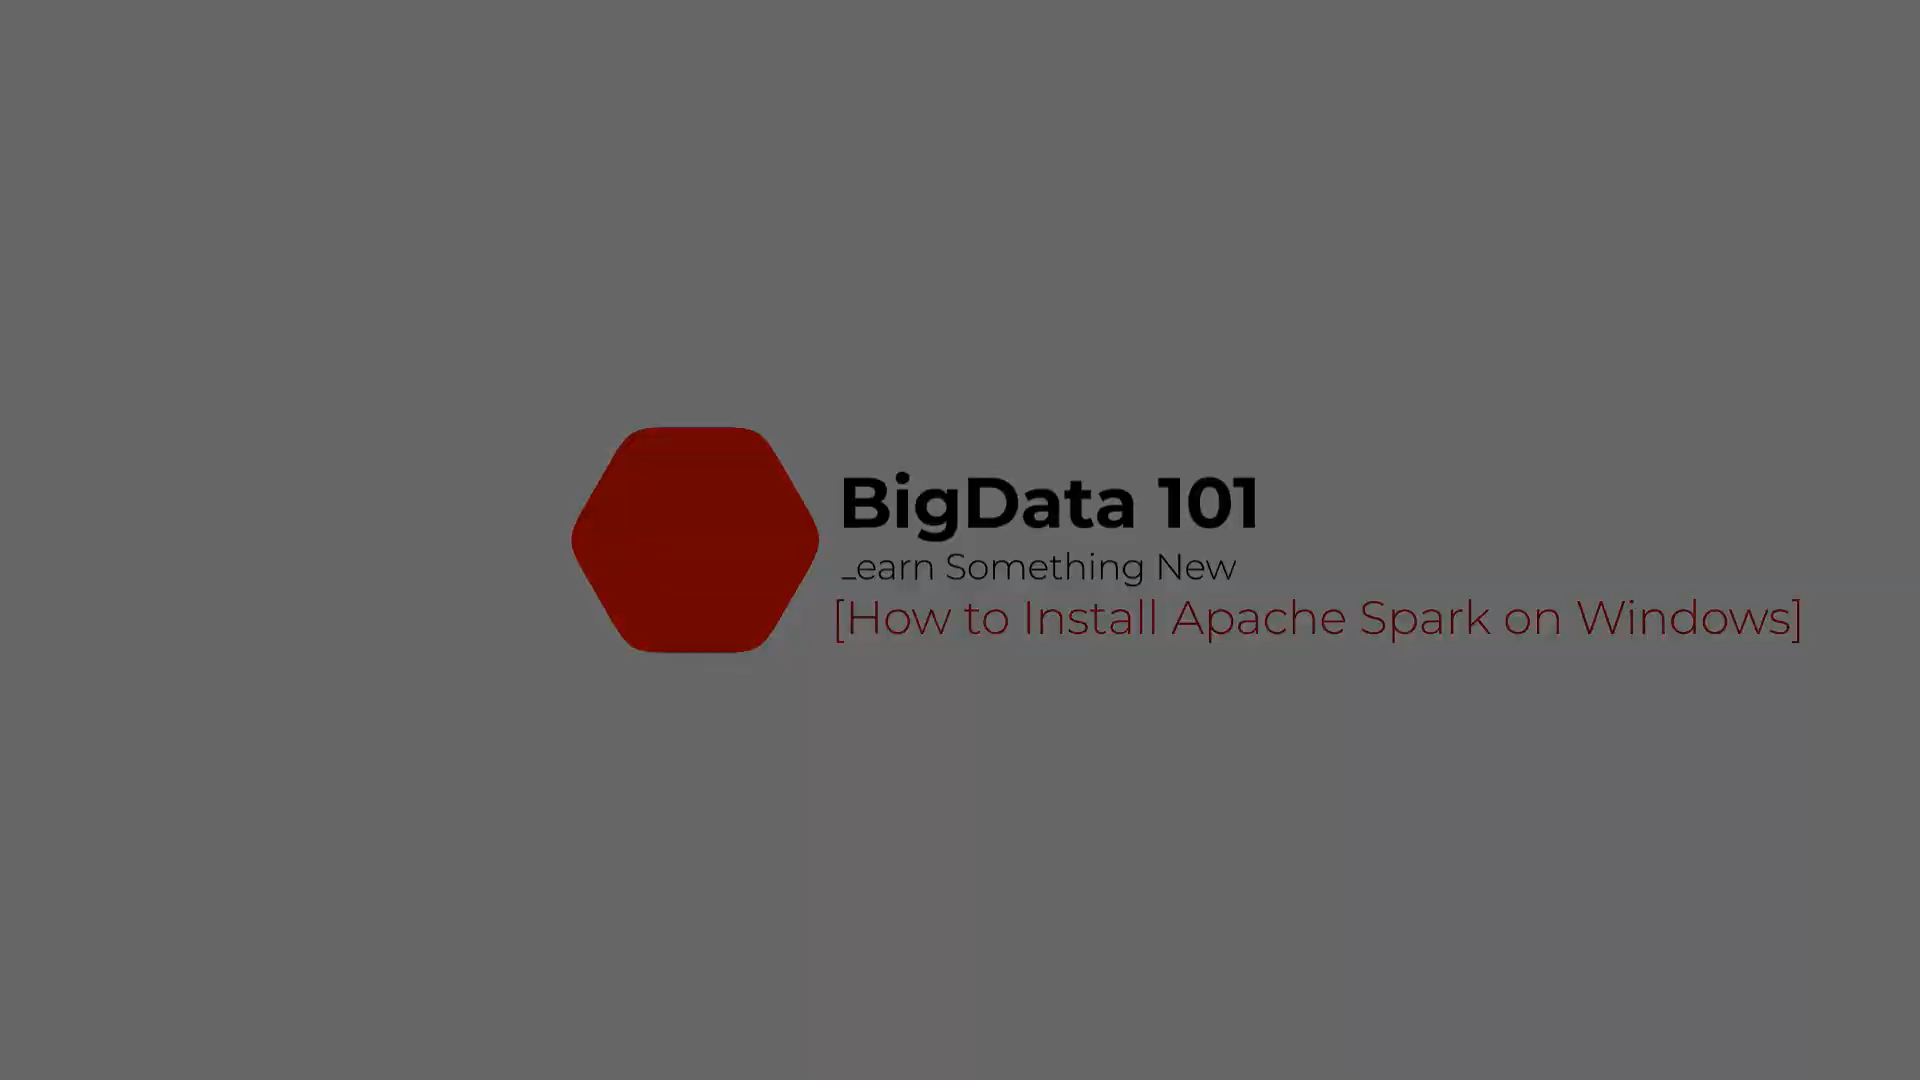 BigData 101
_earn Something New
[How to Install Apache Spark on Windows]